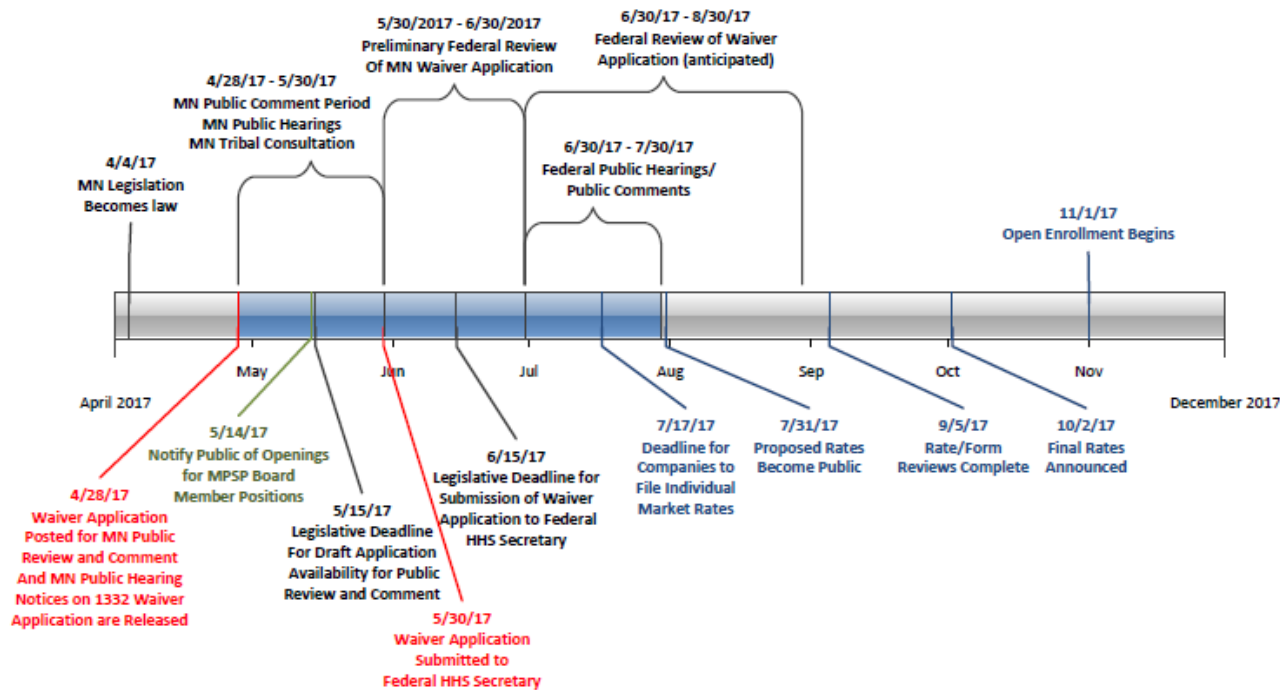 5/30/2017 - 6/30/2017
Preliminary Federal Review
Of MN Waiver Application
6/30/17 - 8/30/17
Federal Review of Waiver
Application (anticipated)
4/28/17 - 5/30/17
MN Public Comment Period
MN Public Hearings
MN Tribal Consultation
6/30/17 - 7/30/17
Federal Public Hearings/
Public Comments
4/4/17
MN Legislation
Becomes law
11/1/17
Open Enrollment Begins
May
Jun
Jul
Aug
Sep
Oct
Nov
April 2017
December 2017
4/28/17
Waiver Application
Posted for MN Public
Review and Comment
And MN Public Hearing
Notices on 1332 Waiver
Application are Released
5/14/17
Notify Public of Openings
for MPSP Board
Member Positions
5/15/17
Legislative Deadline
For Draft Application
Availability for Public
Review and Comment
5/30/17
Waiver Application
Submitted to
Federal HHS Secretary
6/15/17
Legislative Deadline for
Submission of Waiver
Application to Federal
HHS Secretary
7/17/17
Deadline for
Companies to
File Individual
Market Rates
7/31/17
Proposed Rates
Become Public
9/5/17
Rate/Form
Reviews Complete
10/2/17
Final Rates
Announced